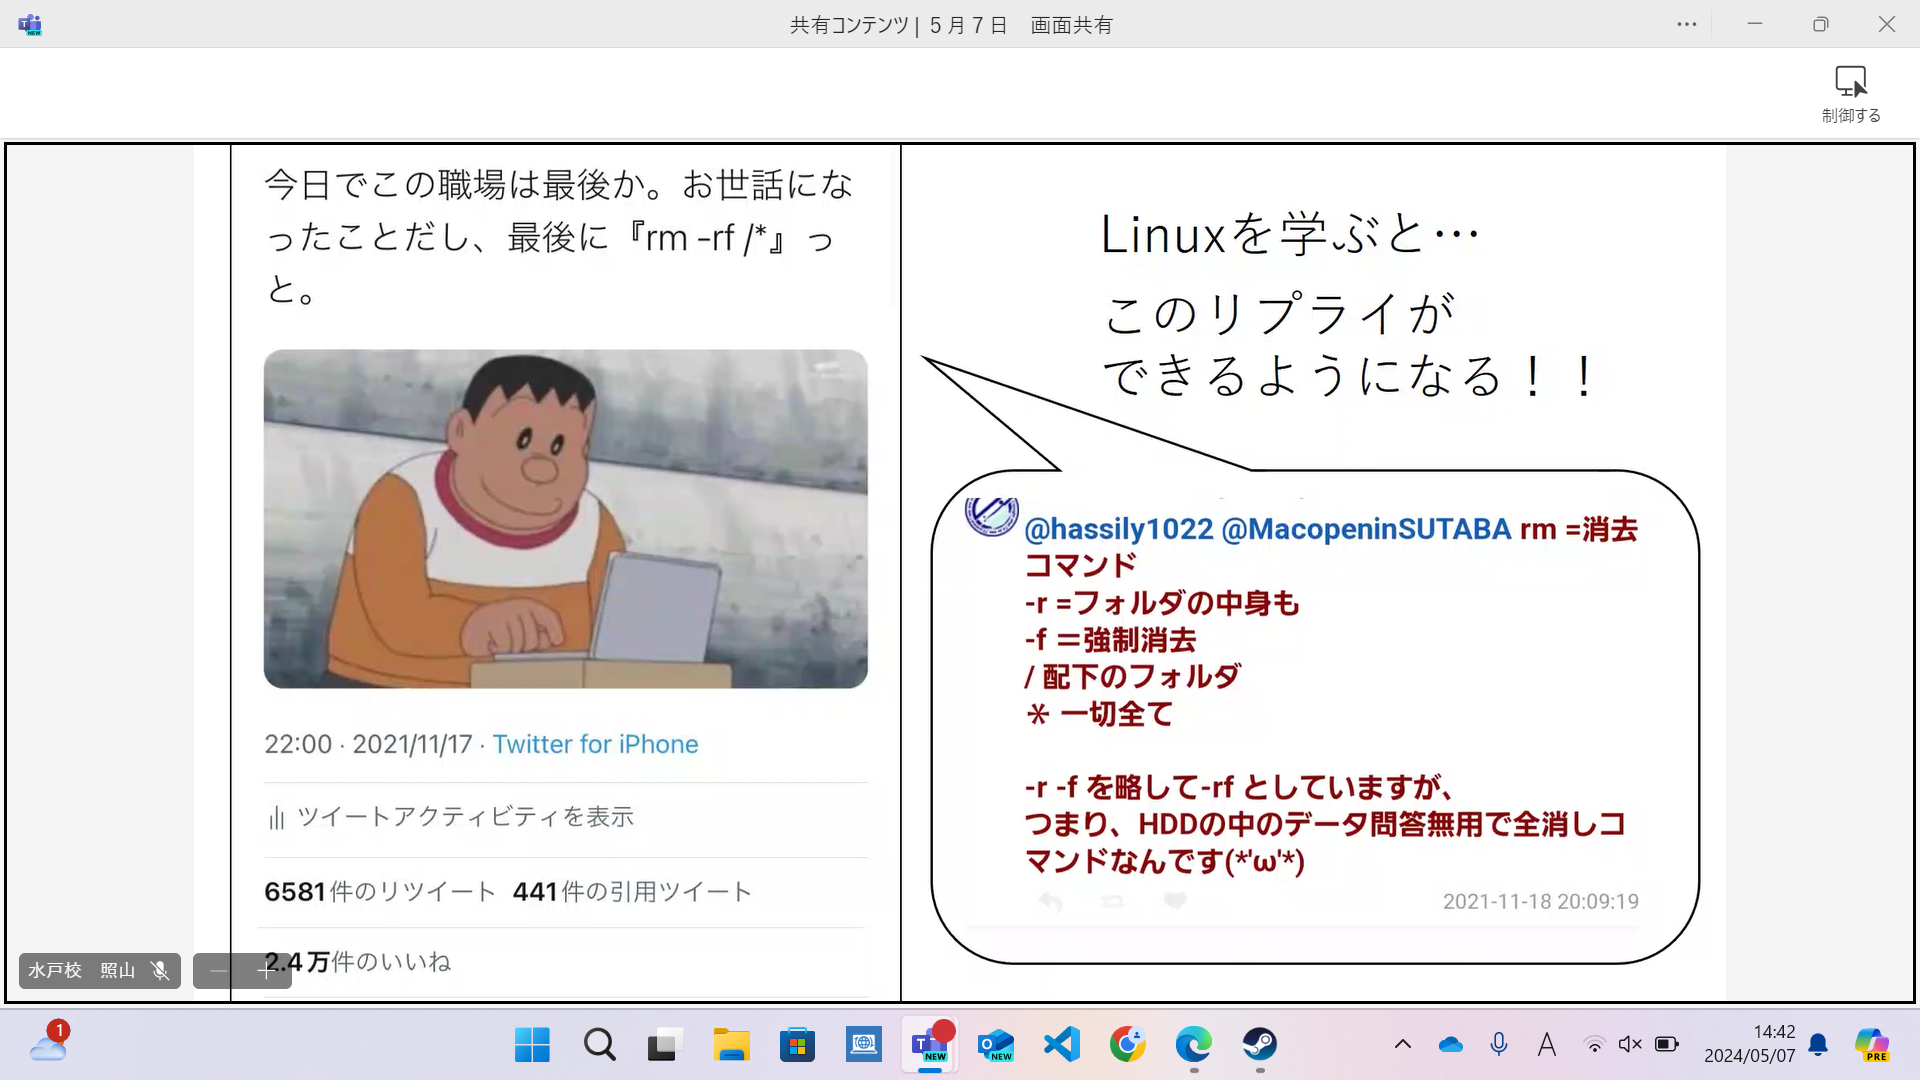 共有コンテンツ | 5 月 7 日　画面共有
制御する
今日でこの職場は最後か。お世話にな
ったことだし、最後に『rm -rf /*』っ
と。
22:00 · 2021/11/17 · Twitter for iPhone
ツイートアクティビティを表示
6581件のリツイート 441件の引用ツイート
2.4万件のいいね
Linuxを学ぶと…
このリプライが
できるようになる！！
@hassily1022 @MacopeninSUTABA rm =消去
コマンド
-r =フォルダの中身も
-f ＝強制消去
/ 配下のフォルダ
＊ 一切全て
-r -f を略して-rf としていますが、
つまり、HDDの中のデータ問答無用で全消しコ
マンドなんです(*'ω'*)
2021-11-18 20:09:19
水戸校　照山
1
NEW
NEW
A
14:42
2024/05/07
PRE